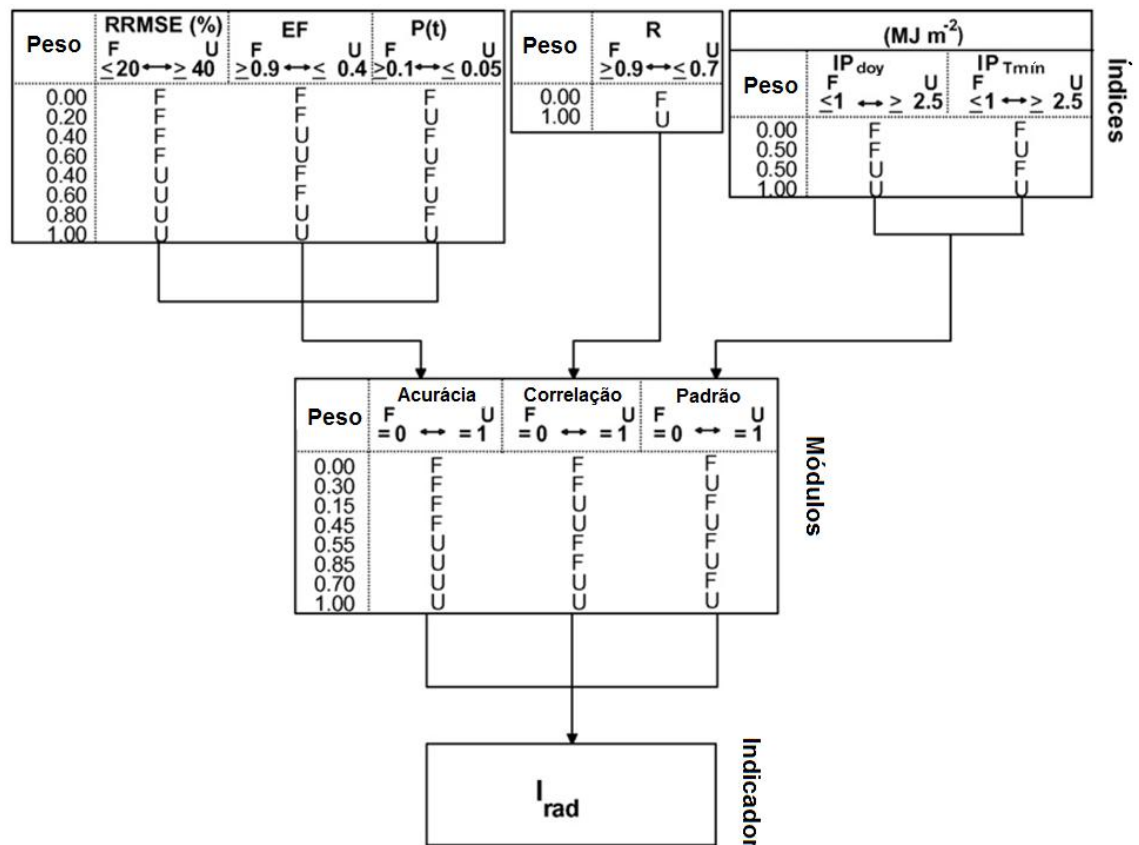 Peso RRMSE (%) EF P(t)
F U F U F U
≤20 ↔ ≥ 40 ≥0.9 ↔ ≤ 0.4 ≥0.1 ↔ ≤ 0.05
0.00 F F F
0.20 F F U
0.40 F U F
0.60 F U U
0.40 U F F
0.60 U F U
0.80 U U F
1.00 U U U
Peso R
F U
≥0.9 ↔ ≤0.7
0.00 F
1.00 U
(MJ m-2)
Peso IP doy IP Tmín
F U F U
≤1 ↔ ≥ 2.5 ≤1 ↔ ≥ 2.5
0.00 F F
0.50 F U
0.50 U F
1.00 U U
Índices
Peso Acurácia Correlação Padrão
F U F U F U
= 0 ↔ = 1 = 0 ↔ = 1 = 0 ↔ = 1
0.00 F F F
0.30 F F U
0.15 F U F
0.45 F U U
0.55 U F F
0.85 U F U
0.70 U U F
1.00 U U U
Módulos
Irad
Indicador